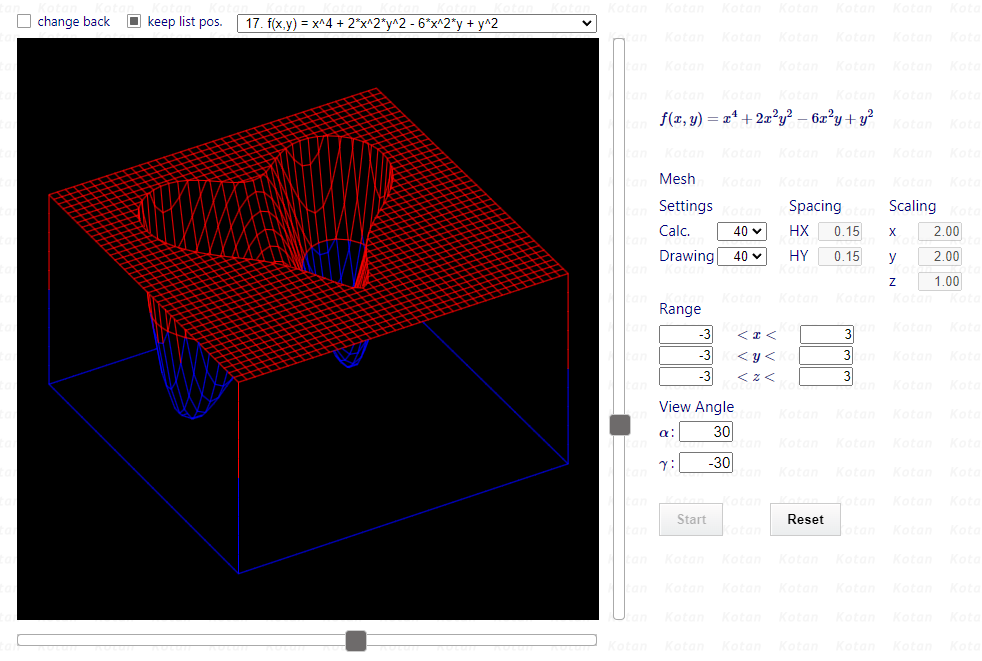 change back keep list pos. 17. f(x,y) = x^4 + 2*x^2*y^2 - 6*x^2*y + y^2
f(x, y) = x⁴ + 2x²y² − 6x²y + y²
Mesh
Settings Spacing Scaling
Calc. 40 HX 0.15 x 2.00
Drawing 40 HY 0.15 y 2.00
z 1.00
Range
-3 < x < 3
-3 < y < 3
-3 < z < 3
View Angle
α : 30
γ : -30
Start Reset
Kotan